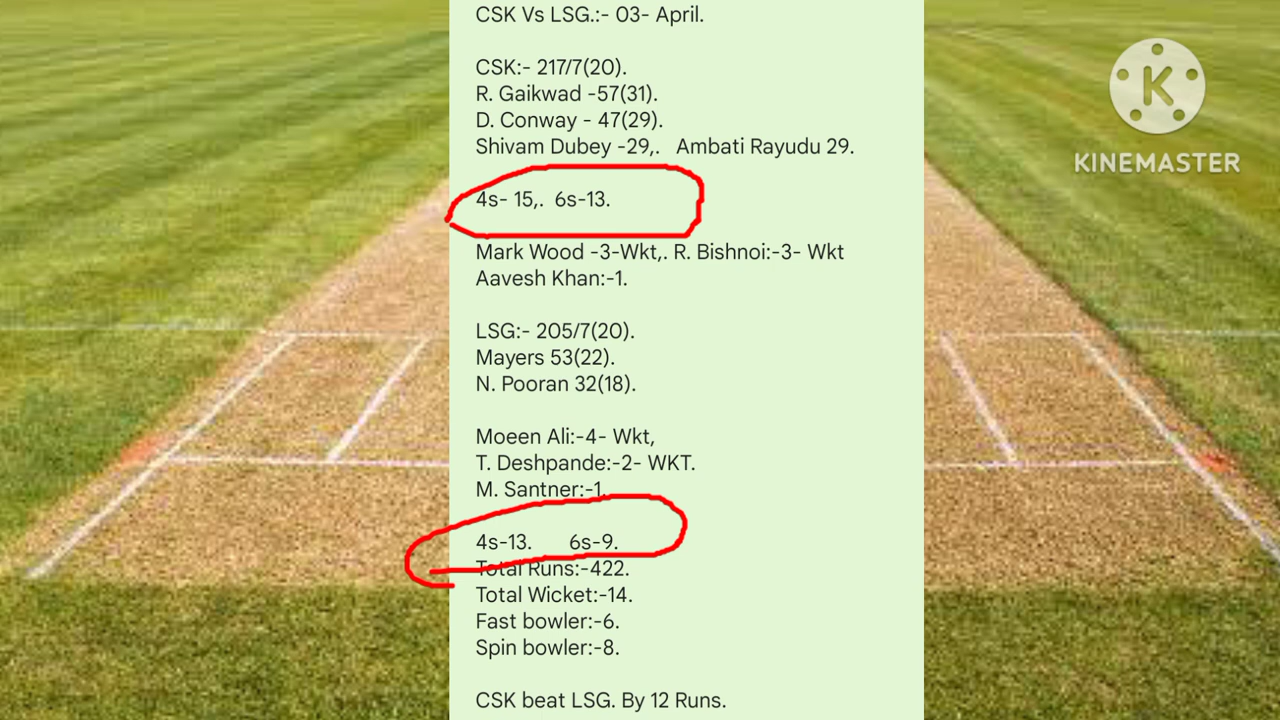 CSK Vs LSG.:- 03- April.
CSK:- 217/7(20).
R. Gaikwad -57(31).
D. Conway - 47(29).
Shivam Dubey -29,. Ambati Rayudu 29.
4s- 15,. 6s-13.
Mark Wood -3-Wkt,. R. Bishnoi:-3- Wkt
Aavesh Khan:-1.
LSG:- 205/7(20).
Mayers 53(22).
N. Pooran 32(18).
Moeen Ali:-4- Wkt,
T. Deshpande:-2- WKT.
M. Santner:-1.
4s-13. 6s-9.
Total Runs:-422.
Total Wicket:-14.
Fast bowler:-6.
Spin bowler:-8.
CSK beat LSG. By 12 Runs.
K
KINEMASTER